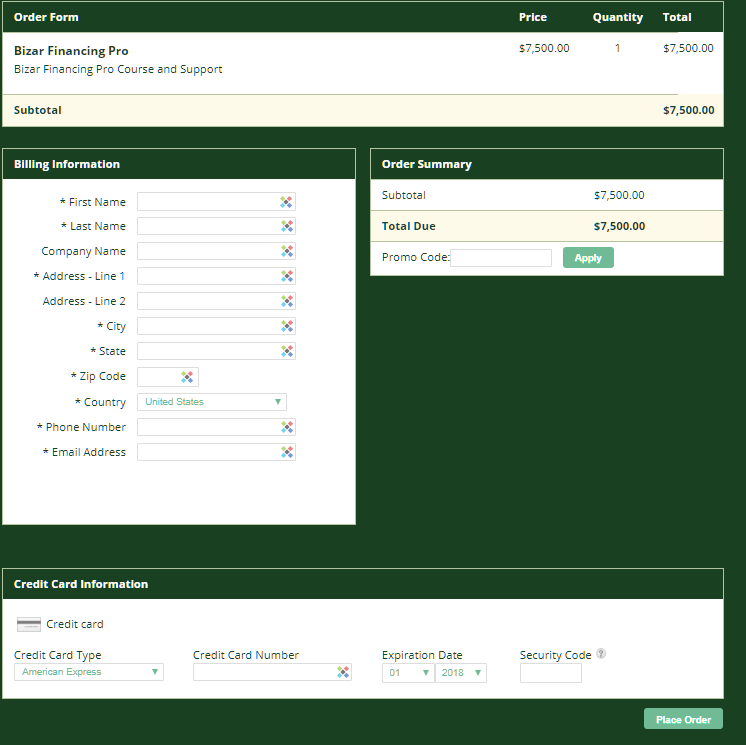 Order Form Price Quantity Total
Bizar Financing Pro $7,500.00 1 $7,500.00
Bizar Financing Pro Course and Support
Subtotal $7,500.00
Billing Information
* First Name
* Last Name
Company Name
* Address - Line 1
Address - Line 2
* City
* State
* Zip Code
* Country United States
* Phone Number
* Email Address
Order Summary
Subtotal $7,500.00
Total Due $7,500.00
Promo Code: Apply
Credit Card Information
Credit card
Credit Card Type Credit Card Number Expiration Date Security Code ?
American Express 01 2018
Place Order